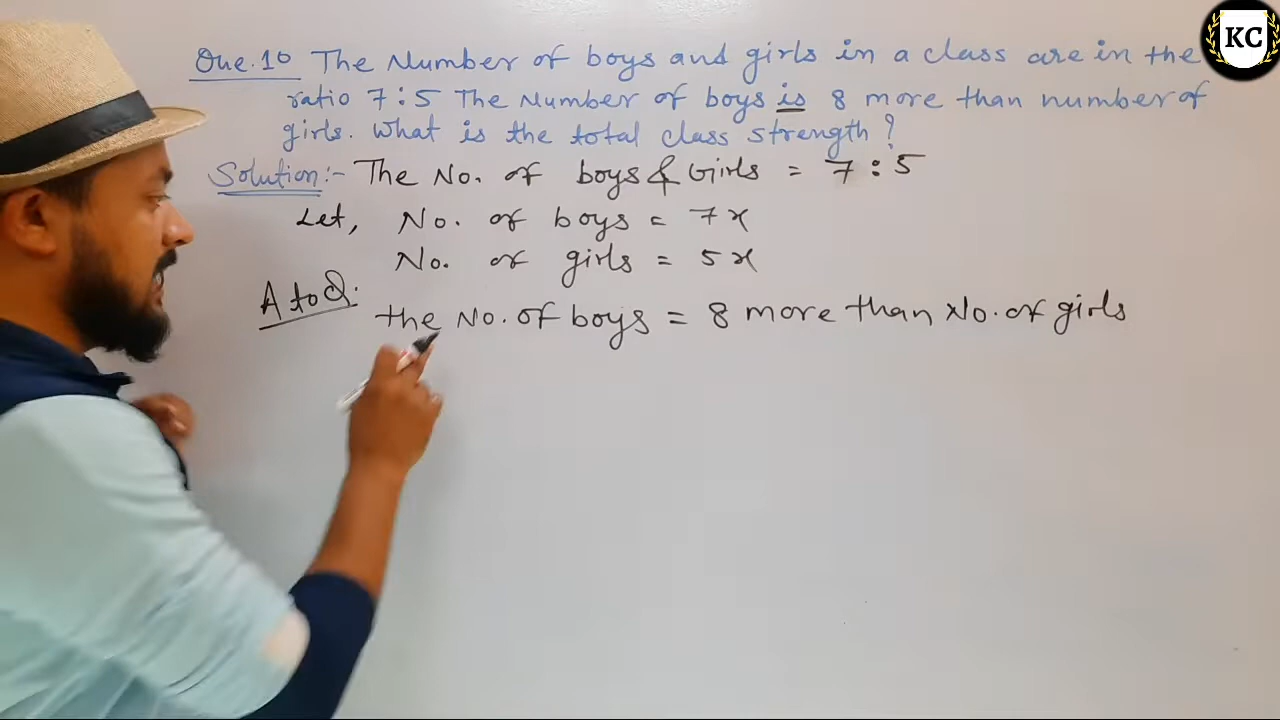 KC
Que.10 The Number of boys and girls in a class are in the
ratio 7:5 The Number of boys is 8 more than number of
girls. What is the total class strength?
Solution:- The No. of boys & Girls = 7:5
Let, No. of boys = 7x
No. of girls = 5x
A to Q.
the No. of boys = 8 more than No. of girls